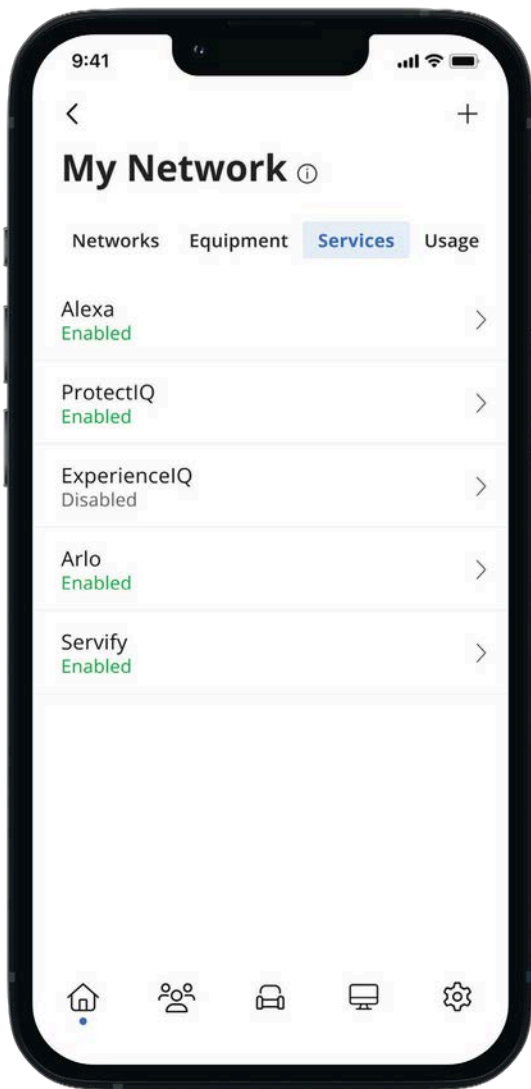 9:41
My Network
Networks Equipment Services Usage
Alexa
Enabled
ProtectIQ
Enabled
ExperienceIQ
Disabled
Arlo
Enabled
Servify
Enabled